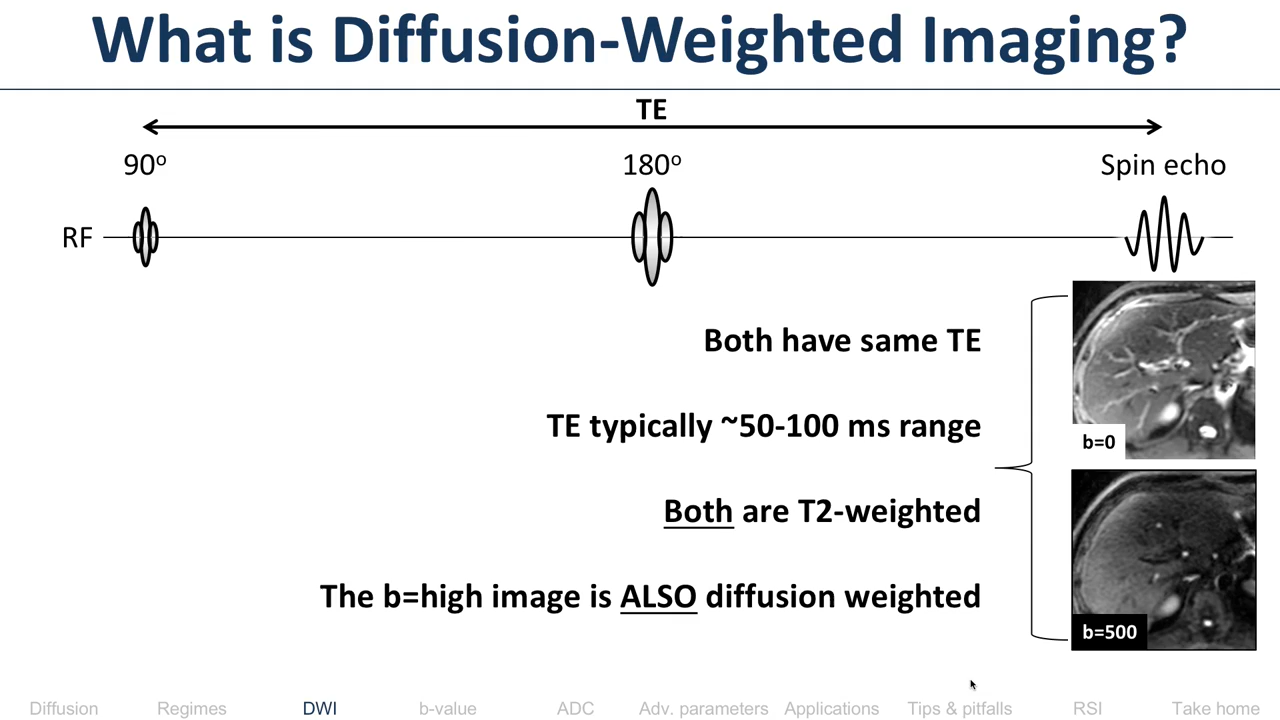 What is Diffusion-Weighted Imaging?
TE
90º 180º Spin echo
RF
Both have same TE
TE typically ~50-100 ms range
b=0
Both are T2-weighted
The b=high image is ALSO diffusion weighted
b=500
Diffusion Regimes DWI b-value ADC Adv. parameters Applications Tips & pitfalls RSI Take home